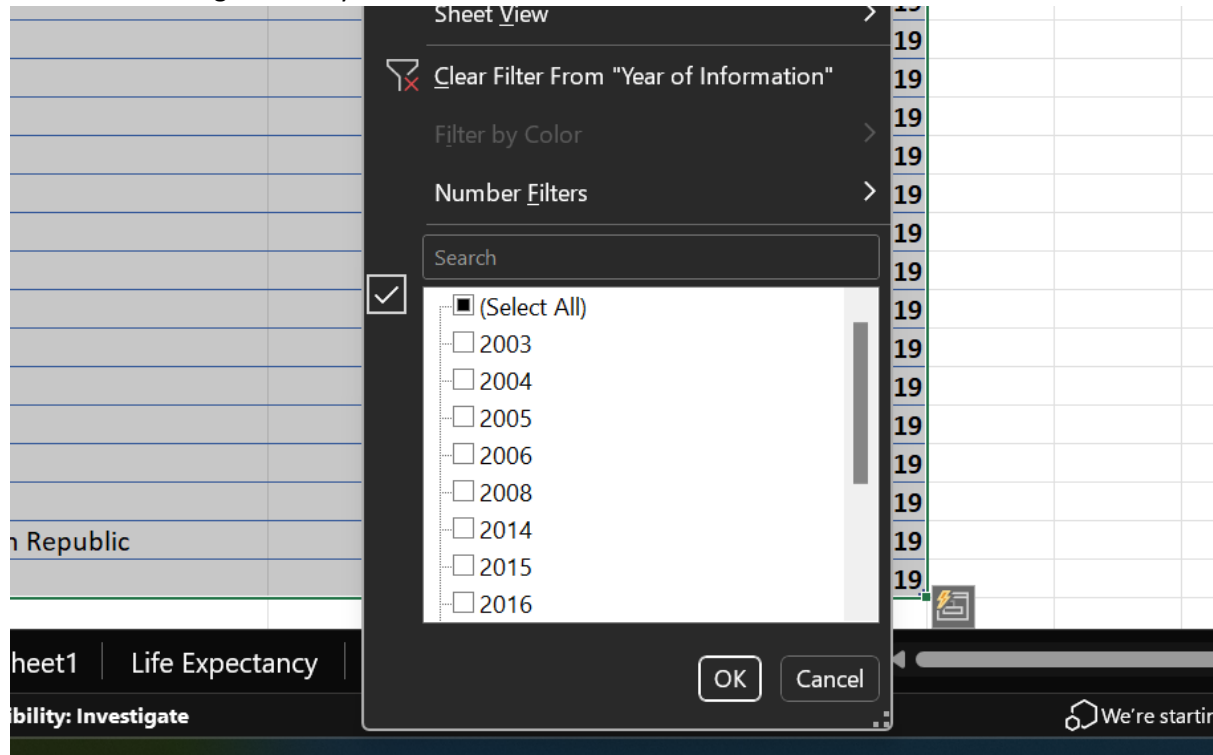 Sheet View
19
Clear Filter From "Year of Information"
19
19
Filter by Color
19
Number Filters
19
19
Search
19
(Select All)
19
2003
19
2004
19
2005
19
2006
19
2008
19
2014
n Republic
19
2015
19
2016
heet1
Life Expectancy
OK
Cancel
ibility: Investigate
We're startin